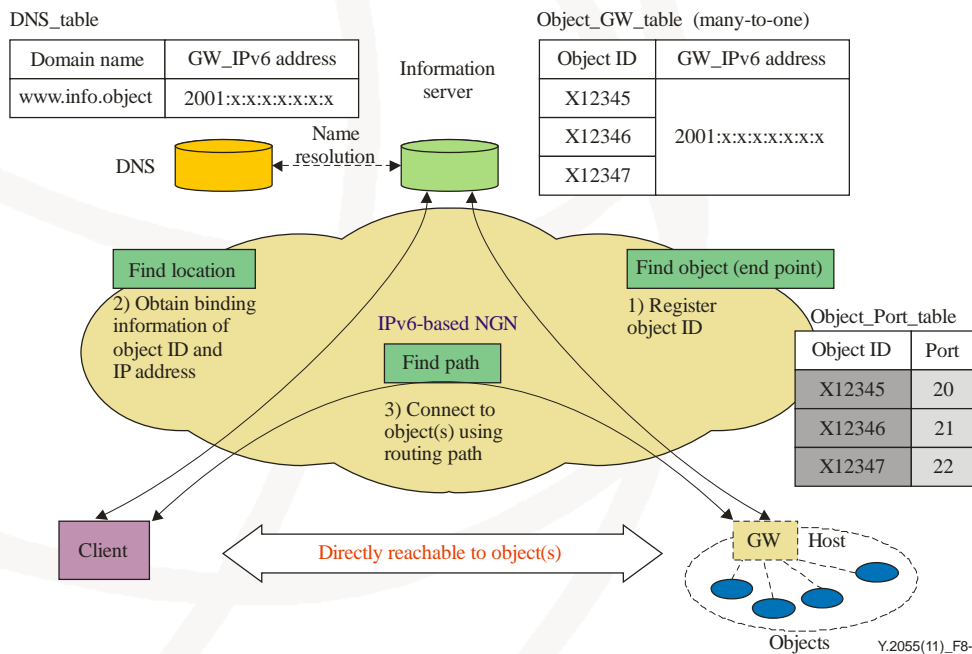 DNS_table
Domain name GW_IPv6 address
www.info.object 2001:x:x:x:x:x:x:x
Information
server
Object_GW_table (many-to-one)
Object ID GW_IPv6 address
X12345
X12346 2001:x:x:x:x:x:x:x
X12347
DNS
Name
resolution
Find location
2) Obtain binding
information of
object ID and
IP address
IPv6-based NGN
Find path
3) Connect to
object(s) using
routing path
Find object (end point)
1) Register
object ID
Object_Port_table
Object ID Port
X12345 20
X12346 21
X12347 22
Client
Directly reachable to object(s)
GW
Host
Objects
Y.2055(11)_F8-